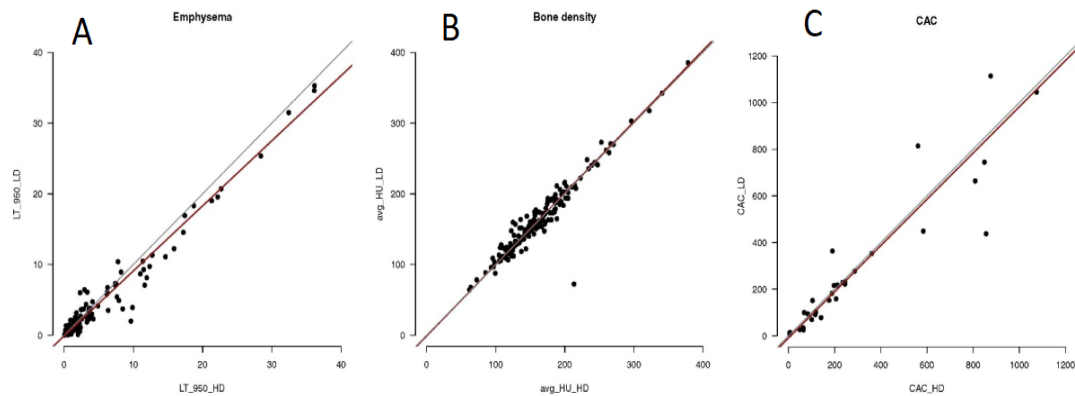 A
Emphysema
40
30
20
10
0
LT_950_LD
0 10 20 30 40
LT_950_HD
B
Bone density
400
300
200
100
0
avg_HU_LD
0 100 200 300 400
avg_HU_HD
C
CAC
1200
1000
800
600
400
200
0
CAC_LD
0 200 400 600 800 1000 1200
CAC_HD